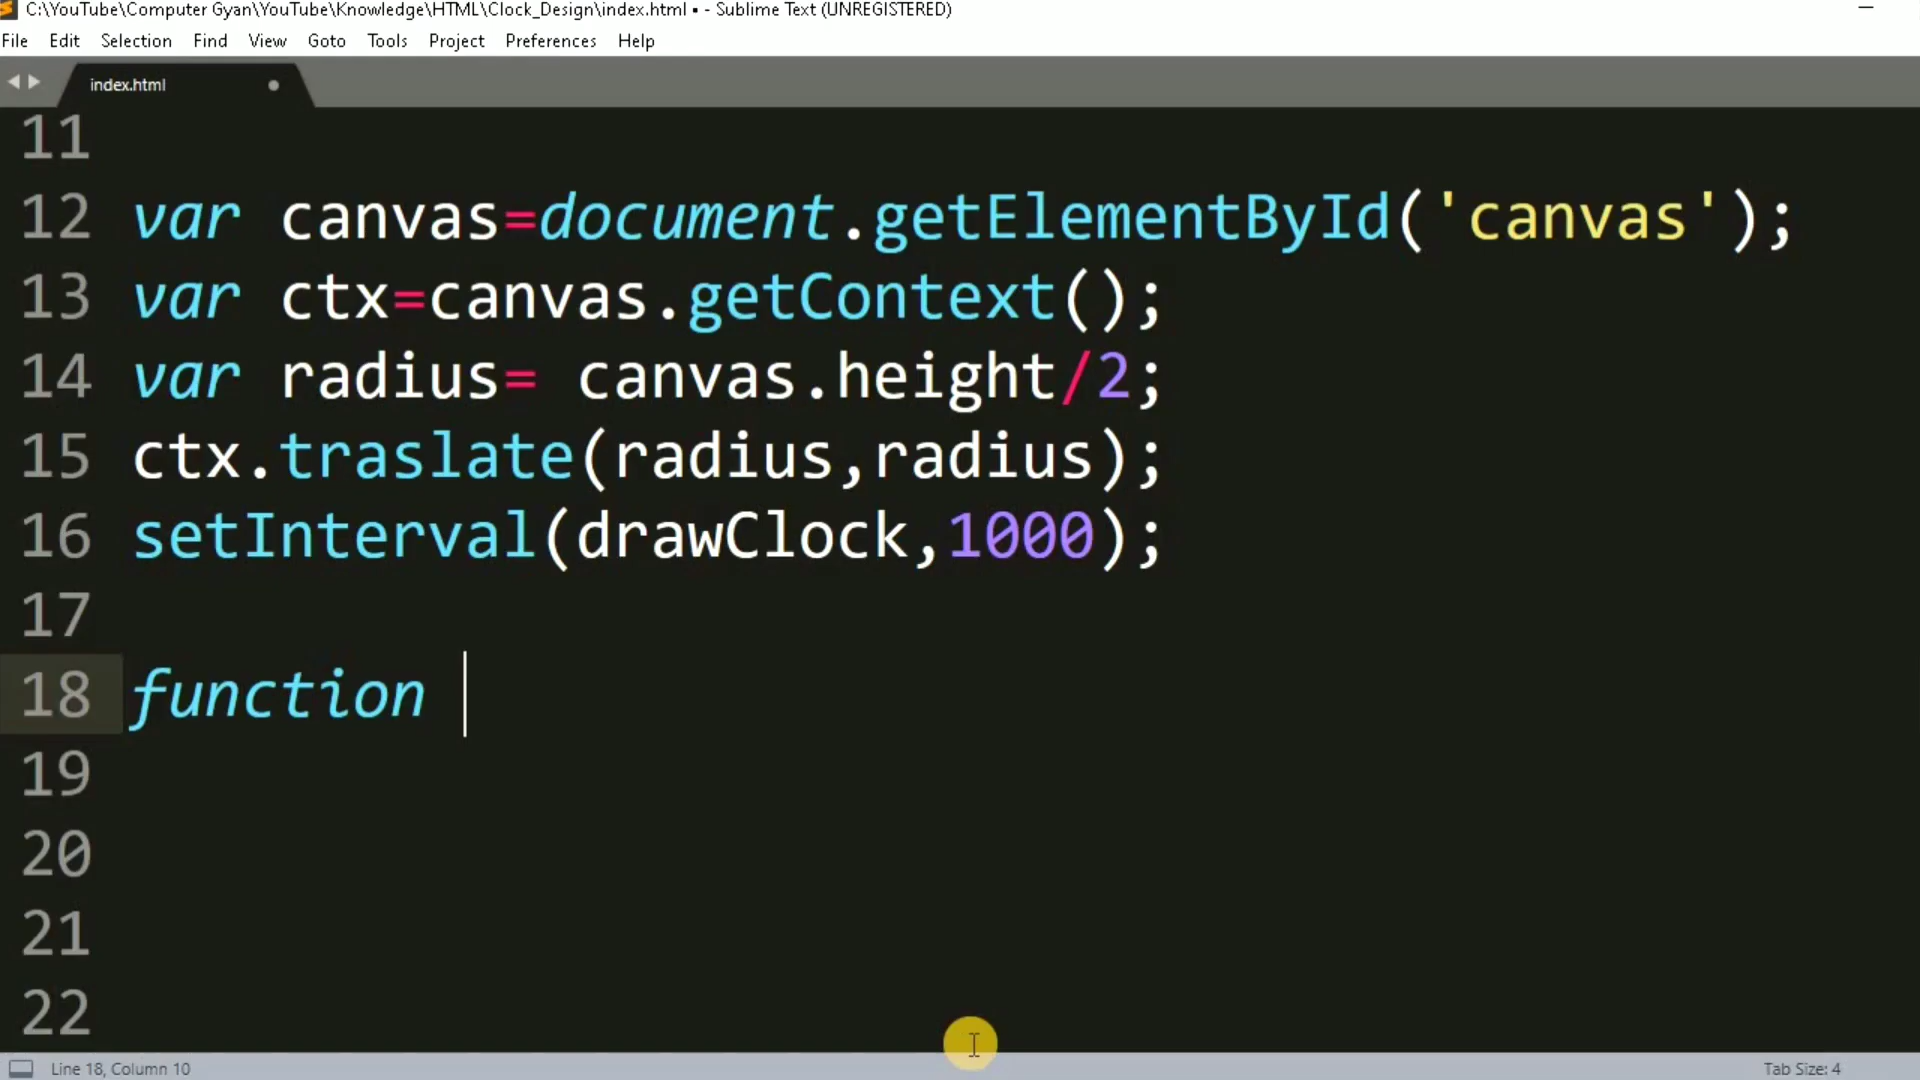 C:\YouTube\Computer Gyan\YouTube\Knowledge\HTML\Clock_Design\index.html • - Sublime Text (UNREGISTERED)
File Edit Selection Find View Goto Tools Project Preferences Help
index.html
11
12 var canvas=document.getElementById('canvas');
13 var ctx=canvas.getContext();
14 var radius= canvas.height/2;
15 ctx.traslate(radius,radius);
16 setInterval(drawClock,1000);
17
18 function
19
20
21
22
Line 18, Column 10 Tab Size: 4